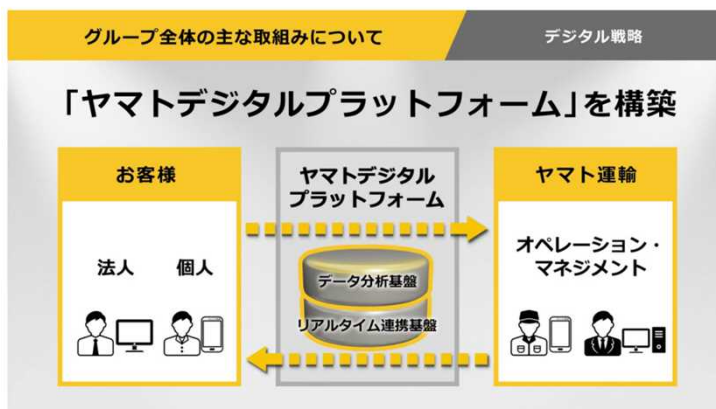 グループ全体の主な取組みについて
デジタル戦略
「ヤマトデジタルプラットフォーム」を構築
お客様
法人
個人
ヤマトデジタル
プラットフォーム
データ分析基盤
リアルタイム連携基盤
ヤマト運輸
オペレーション・
マネジメント